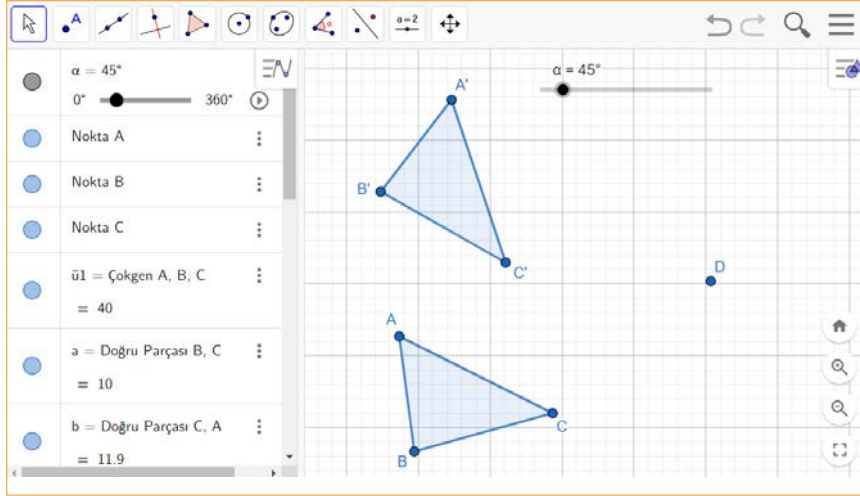 A
a=2
α = 45°
0°
360°
Nokta A
Nokta B
Nokta C
ü1 = Çokgen A, B, C
= 40
a = Doğru Parçası B, C
= 10
b = Doğru Parçası C, A
= 11.9
α = 45°
A'
B'
C'
D
A
C
B